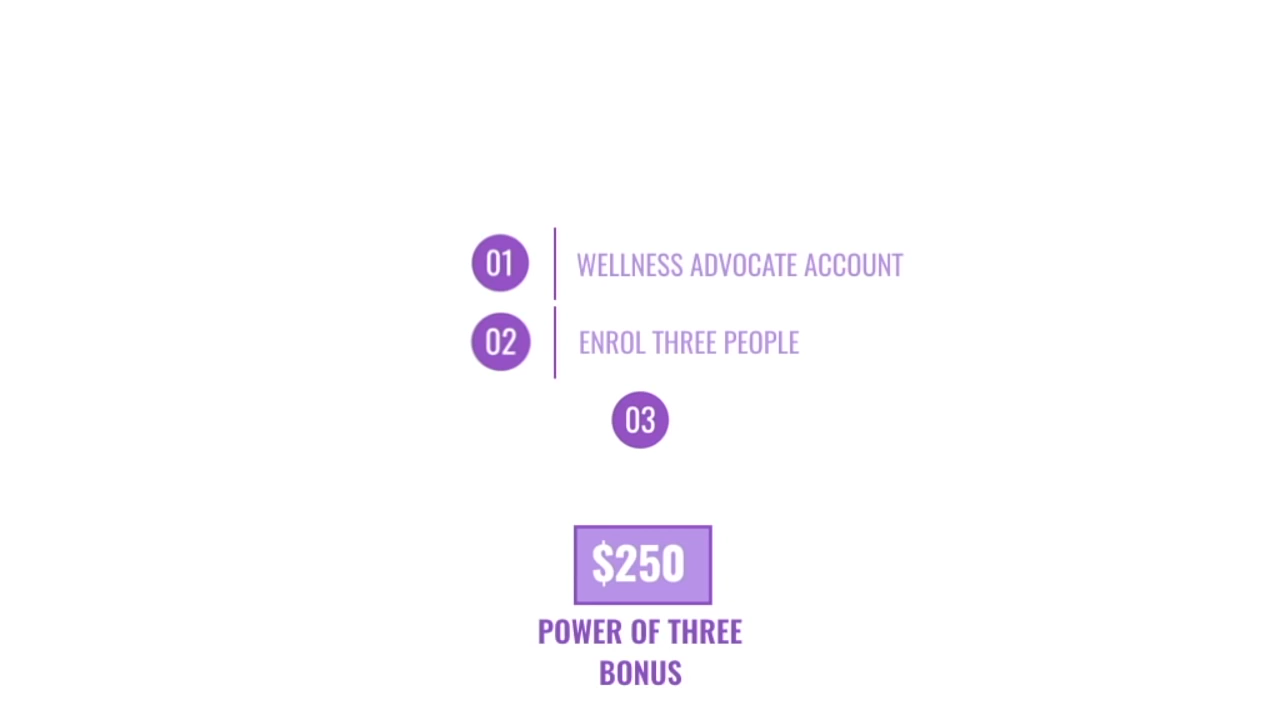 01 WELLNESS ADVOCATE ACCOUNT
02 ENROL THREE PEOPLE
03
$250
POWER OF THREE
BONUS